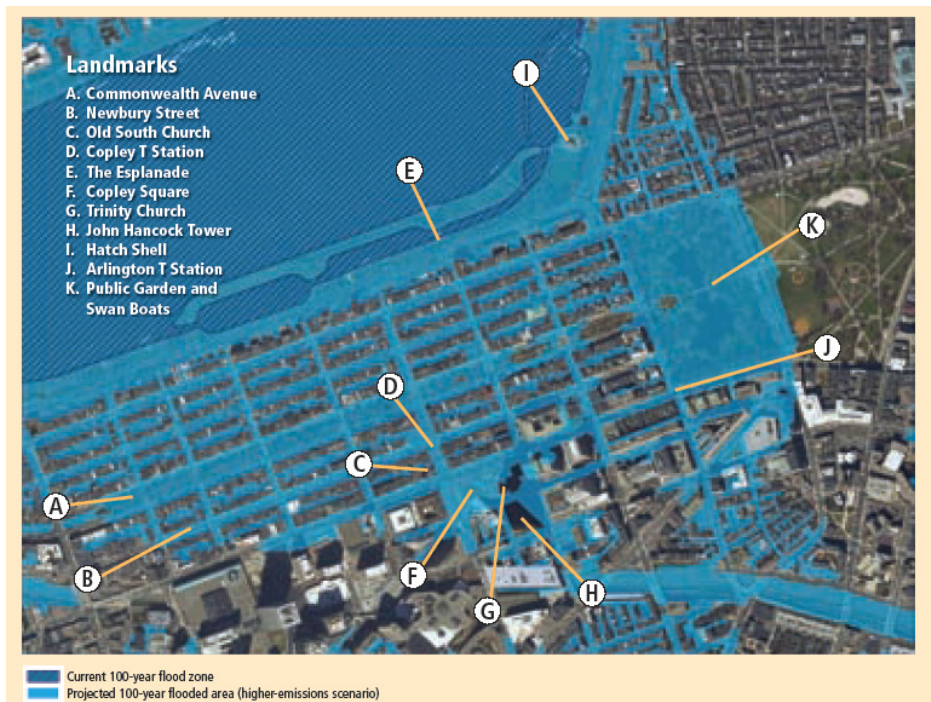 Landmarks
A. Commonwealth Avenue
B. Newbury Street
C. Old South Church
D. Copley T Station
E. The Esplanade
F. Copley Square
G. Trinity Church
H. John Hancock Tower
I. Hatch Shell
J. Arlington T Station
K. Public Garden and
Swan Boats
I
E
K
J
D
C
A
B
F
G
H
Current 100-year flood zone
Projected 100-year flooded area (higher-emissions scenario)